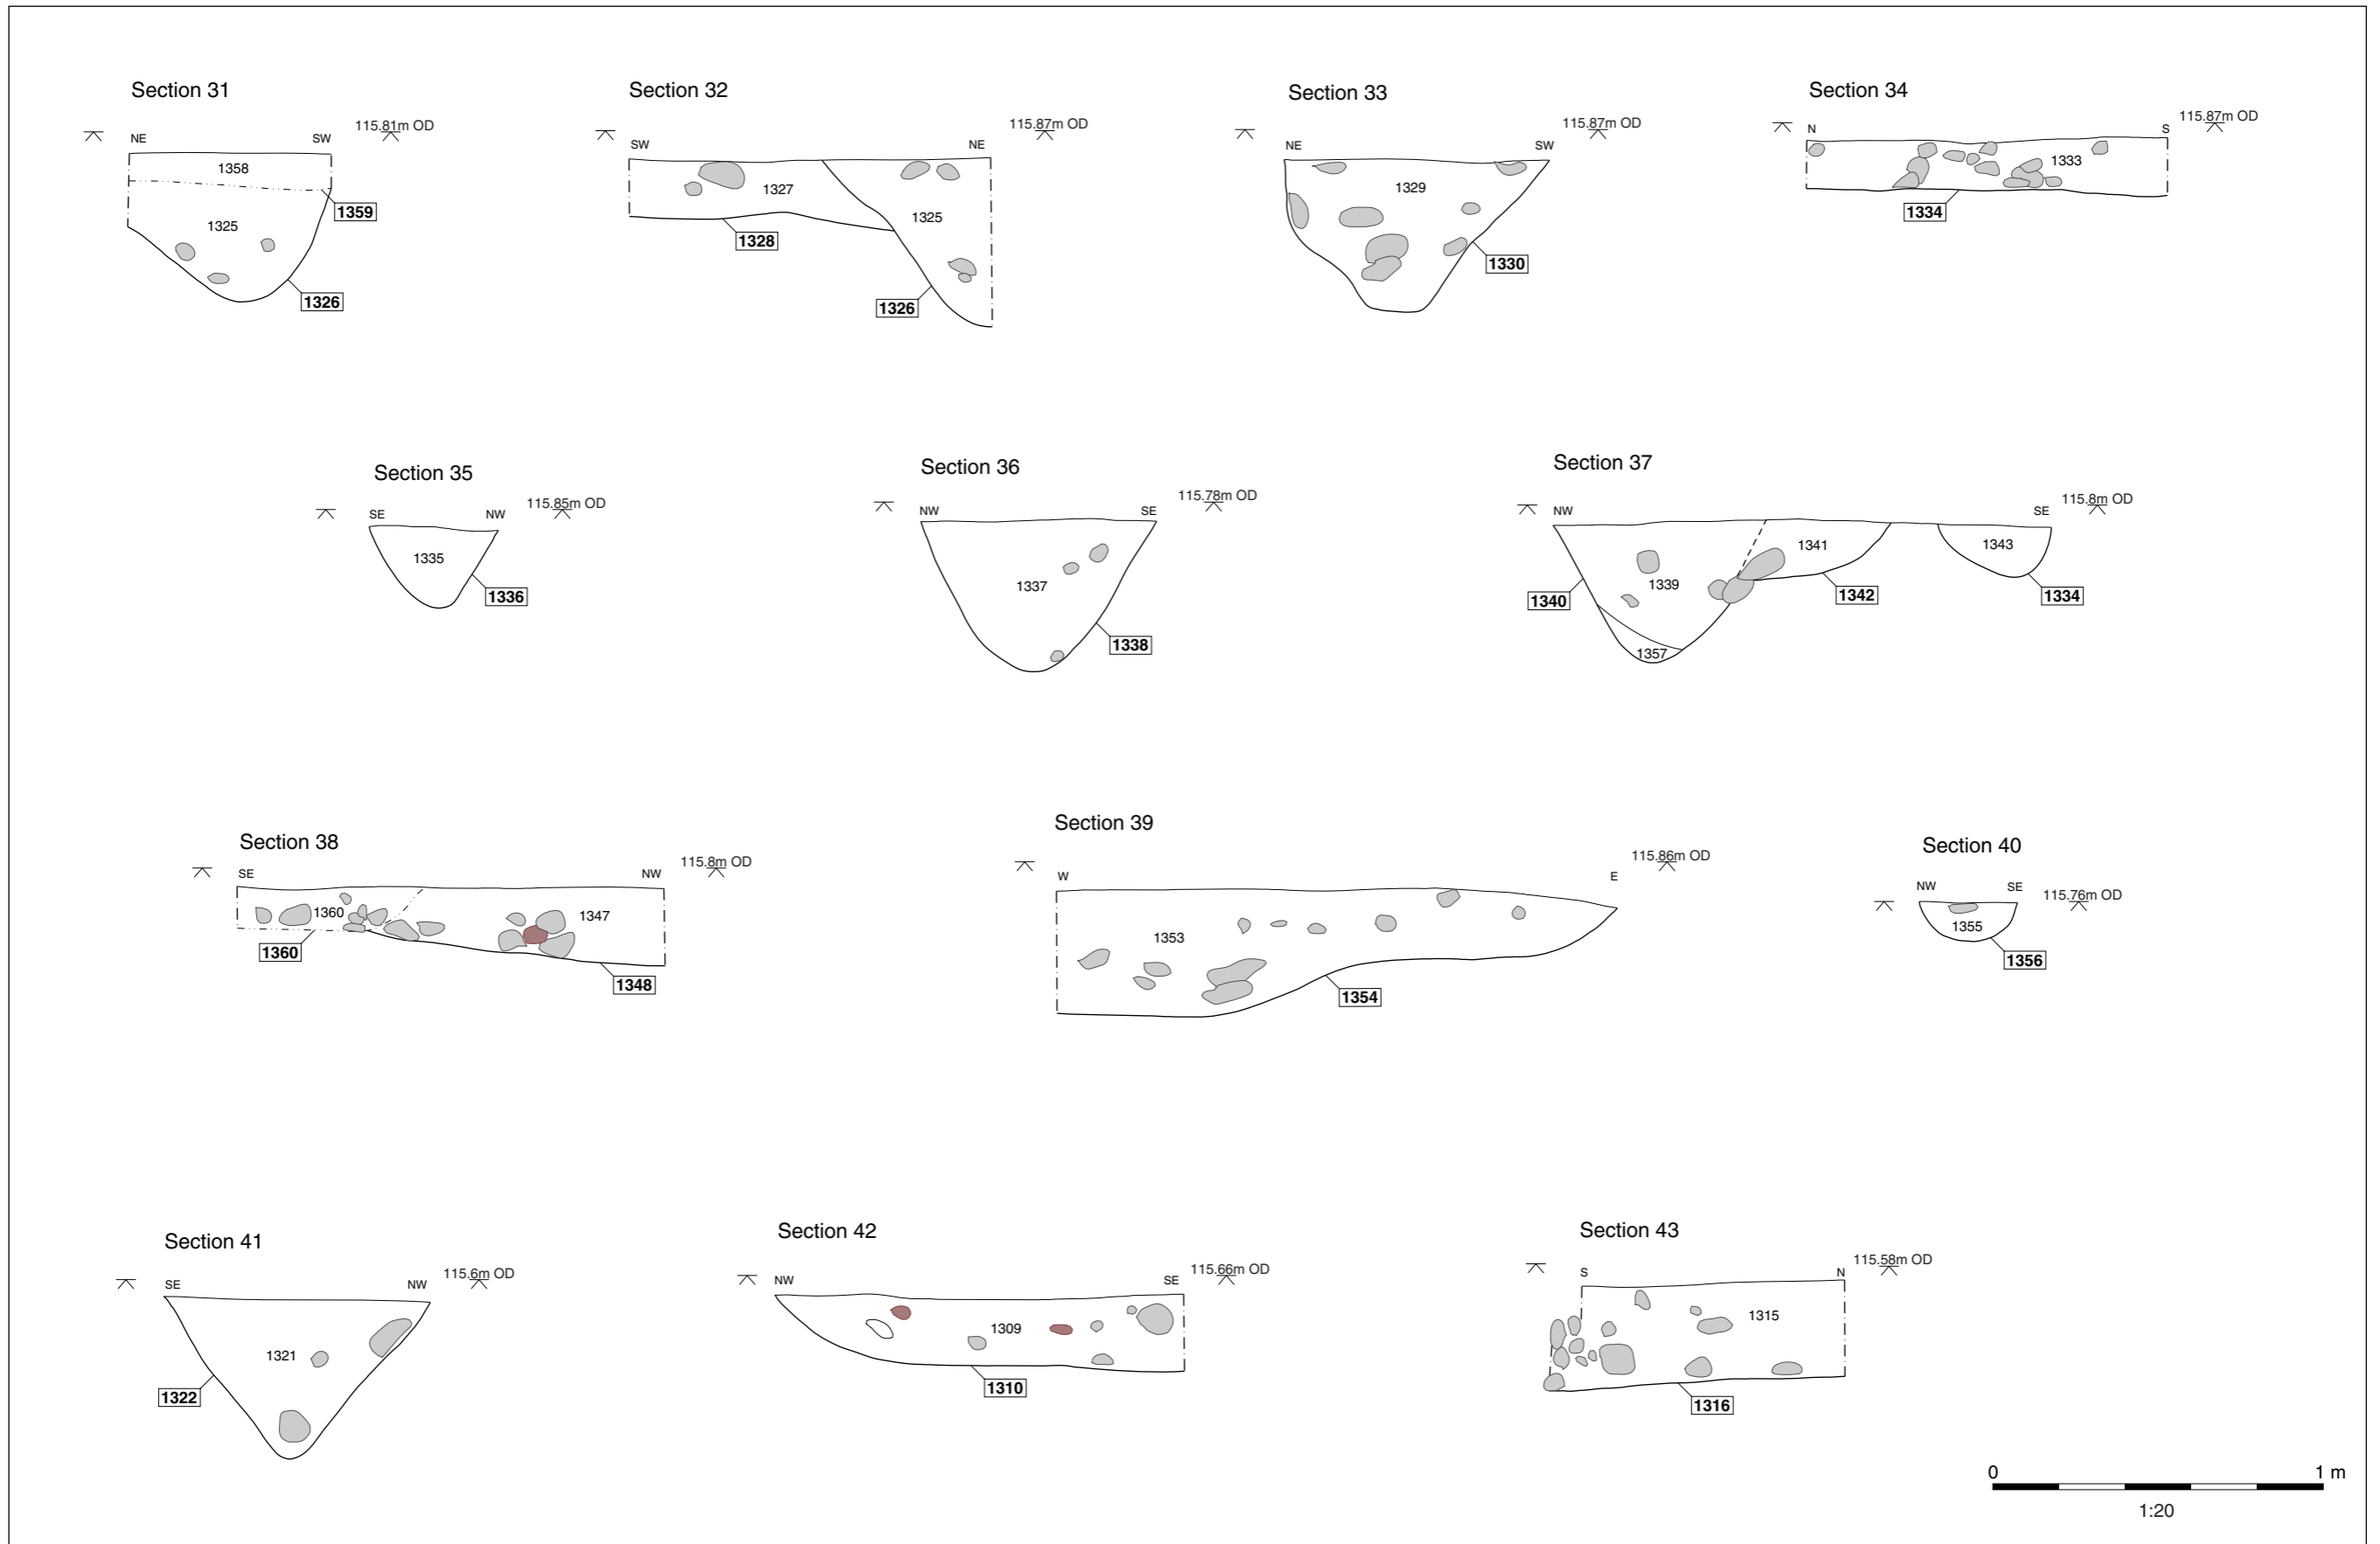 Section 31
NE
SW
115.81m OD
1358
1359
1325
1326
Section 32
SW
NE
115.87m OD
1327
1325
1328
1326
Section 33
NE
SW
115.87m OD
1329
1330
Section 34
N
S
115.87m OD
1333
1334
Section 35
SE
NW
115.85m OD
1335
1336
Section 36
NW
SE
115.78m OD
1337
1338
Section 37
NW
SE
115.8m OD
1341
1343
1339
1340
1342
1334
1357
Section 38
SE
NW
115.8m OD
1360
1347
1360
1348
Section 39
W
E
115.86m OD
1353
1354
Section 40
NW
SE
115.76m OD
1355
1356
Section 41
SE
NW
115.6m OD
1321
1322
Section 42
NW
SE
115.66m OD
1309
1310
Section 43
S
N
115.58m OD
1315
1316
0
1 m
1:20